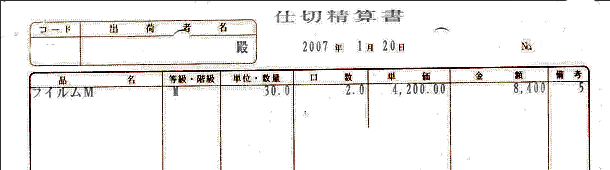 仕切精算書
コード 出荷者名
殿 2007年 1月 20日 No.
品名 等級・階級 単位・数量 口数 単価 金額 備考
フイルムM M 30.0 2.0 4,200.00 8,400 5